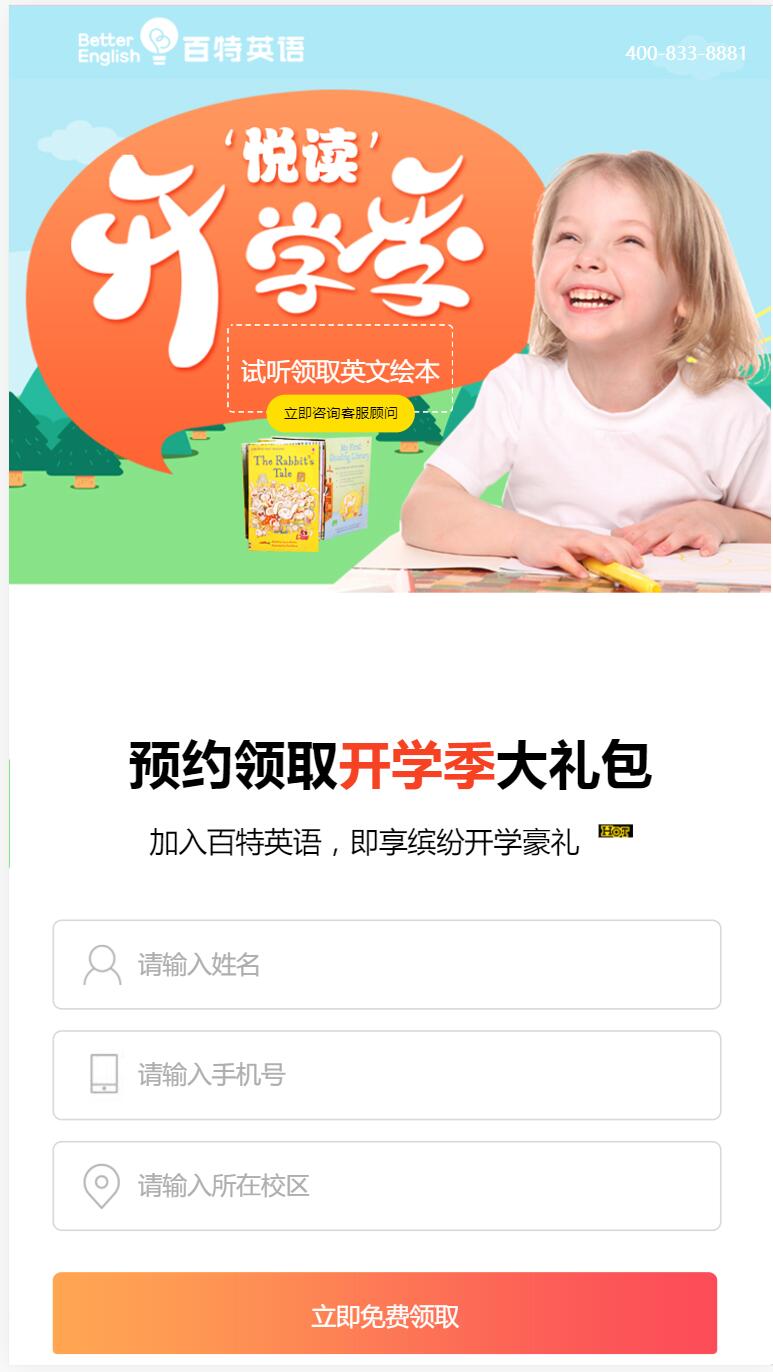 Better
English
百特英语
400-833-8881
‘悦读’
开学季
试听领取英文绘本
立即咨询客服顾问
The Rabbit's
Tale
My First
Reading Library
预约领取开学季大礼包
加入百特英语，即享缤纷开学豪礼
HOT
请输入姓名
请输入手机号
请输入所在校区
立即免费领取